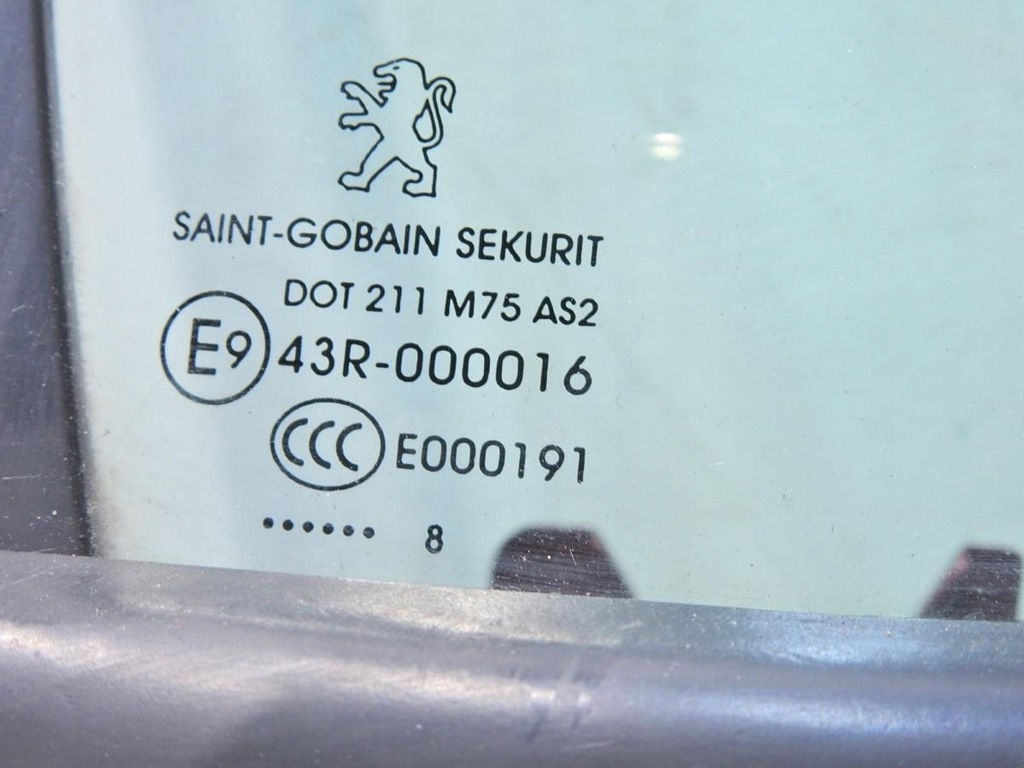 SAINT-GOBAIN SEKURIT
DOT 211 M75 AS2
E9 43R-000016
CCC E000191
...... 8